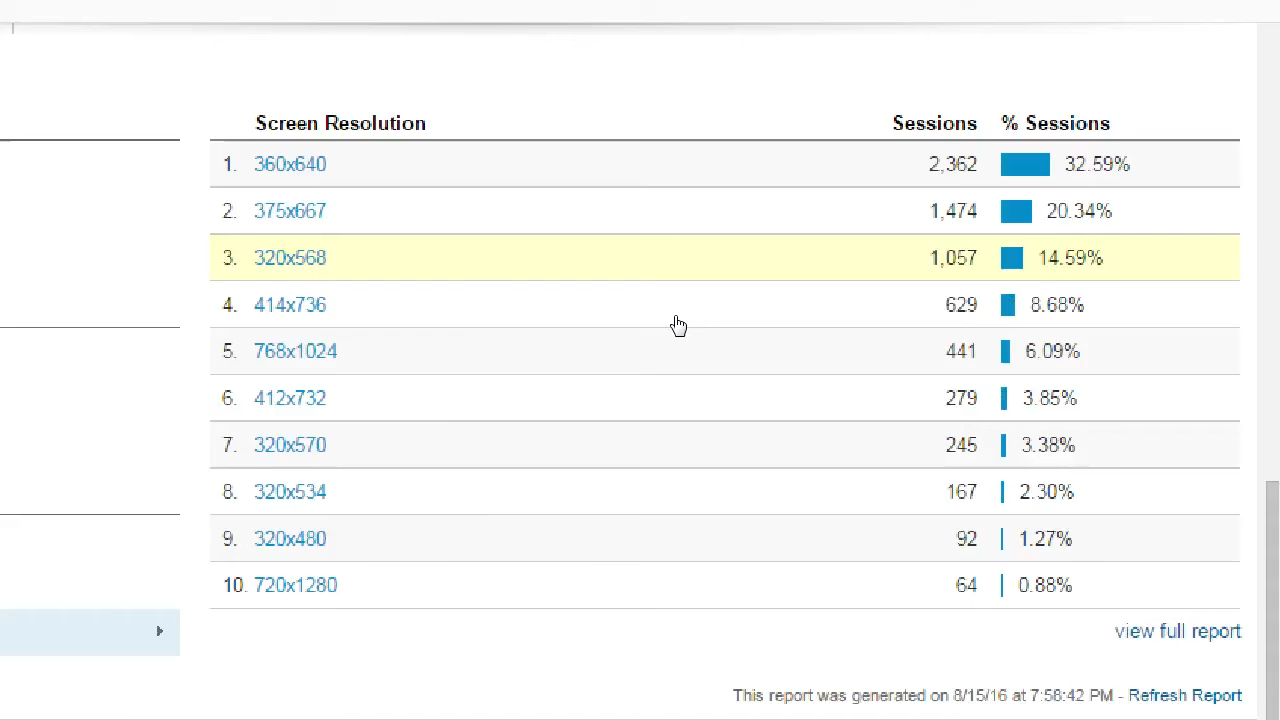 Screen Resolution Sessions % Sessions
1. 360x640 2,362 32.59%
2. 375x667 1,474 20.34%
3. 320x568 1,057 14.59%
4. 414x736 629 8.68%
5. 768x1024 441 6.09%
6. 412x732 279 3.85%
7. 320x570 245 3.38%
8. 320x534 167 2.30%
9. 320x480 92 1.27%
10. 720x1280 64 0.88%
view full report
This report was generated on 8/15/16 at 7:58:42 PM - Refresh Report